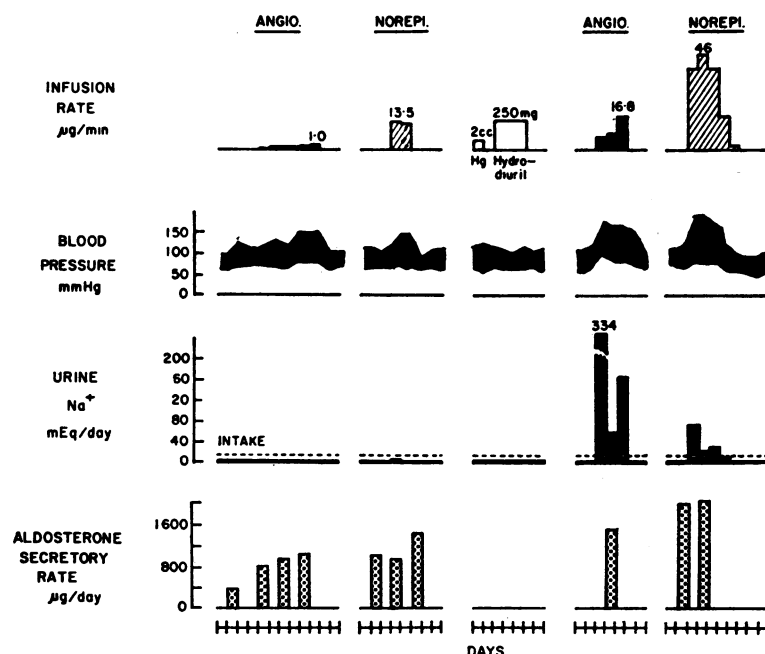 ANGIO. NOREPI. ANGIO. NOREPI.
INFUSION
RATE
µg/min
1·0
13·5
2cc
Hg
250mg
Hydro-
diuril
16·8
46
BLOOD
PRESSURE
mmHg
150
100
50
0
URINE
Na+
mEq/day
200
60
20
80
40
0
INTAKE
334
ALDOSTERONE
SECRETORY
RATE
µg/day
1600
800
0
DAYS